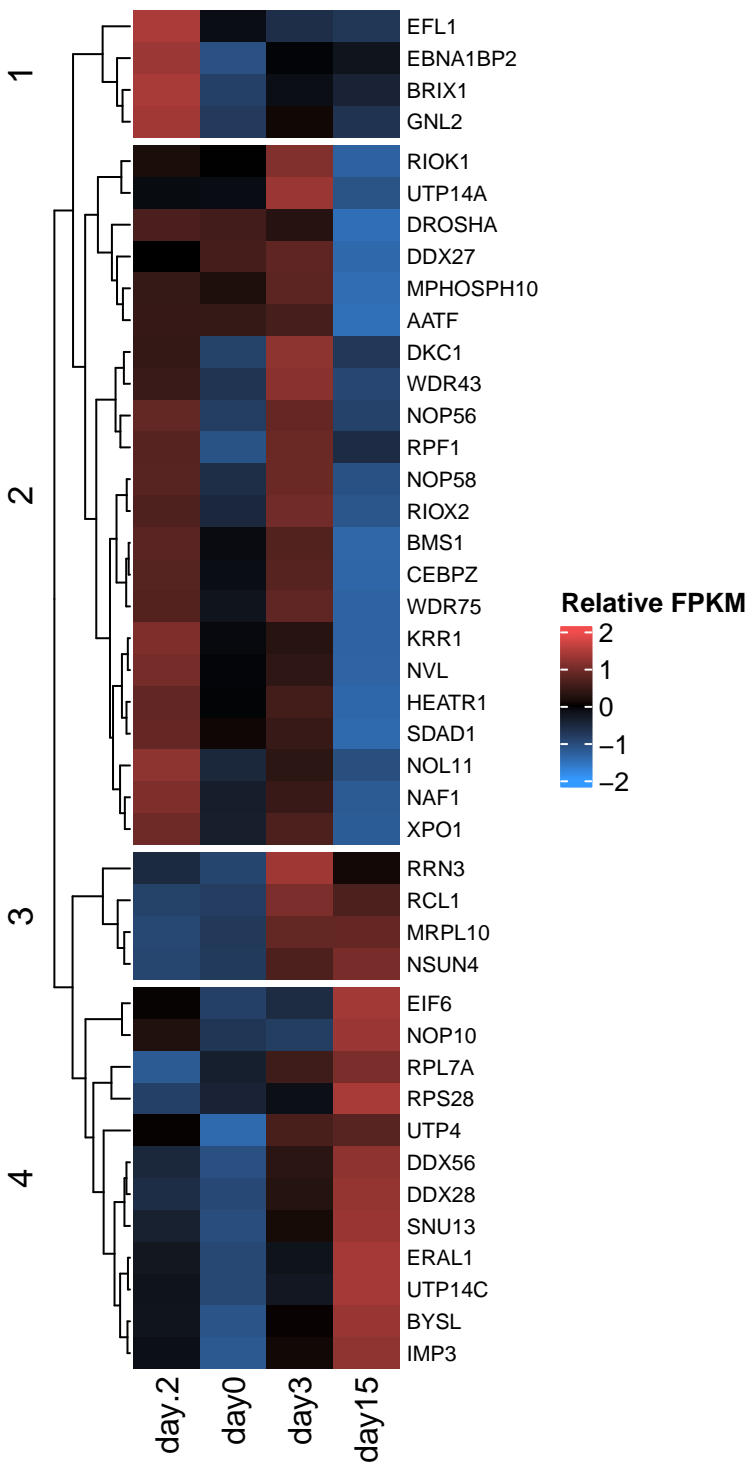 1
EFL1
EBNA1BP2
BRIX1
GNL2
2
RIOK1
UTP14A
DROSHA
DDX27
MPHOSPH10
AATF
DKC1
WDR43
NOP56
RPF1
NOP58
RIOX2
BMS1
CEBPZ
WDR75
KRR1
NVL
HEATR1
SDAD1
NOL11
NAF1
XPO1
3
RRN3
RCL1
MRPL10
NSUN4
4
EIF6
NOP10
RPL7A
RPS28
UTP4
DDX56
DDX28
SNU13
ERAL1
UTP14C
BYSL
IMP3
day.2 day0 day3 day15
Relative FPKM
2
1
0
−1
−2